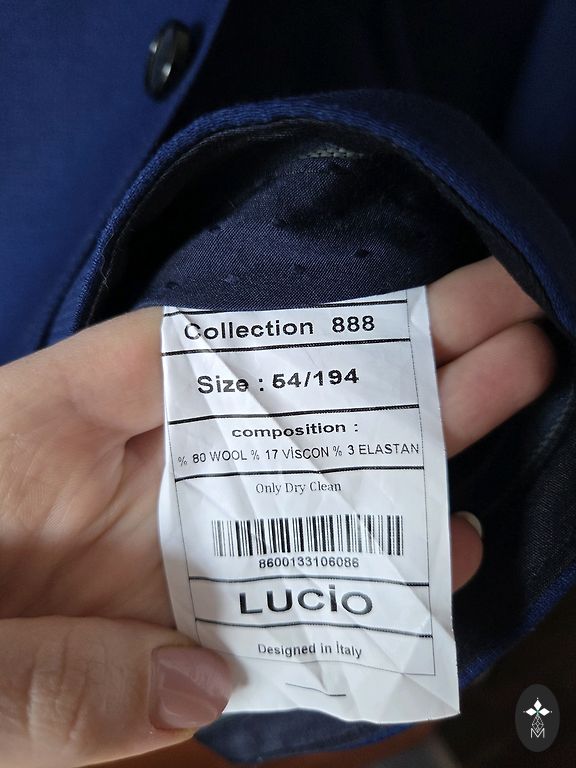 Collection 888
Size : 54/194
composition :
% 80 WOOL % 17 VİSCON % 3 ELASTAN
Only Dry Clean
8600133106086
LUCİO
Designed in İtaly